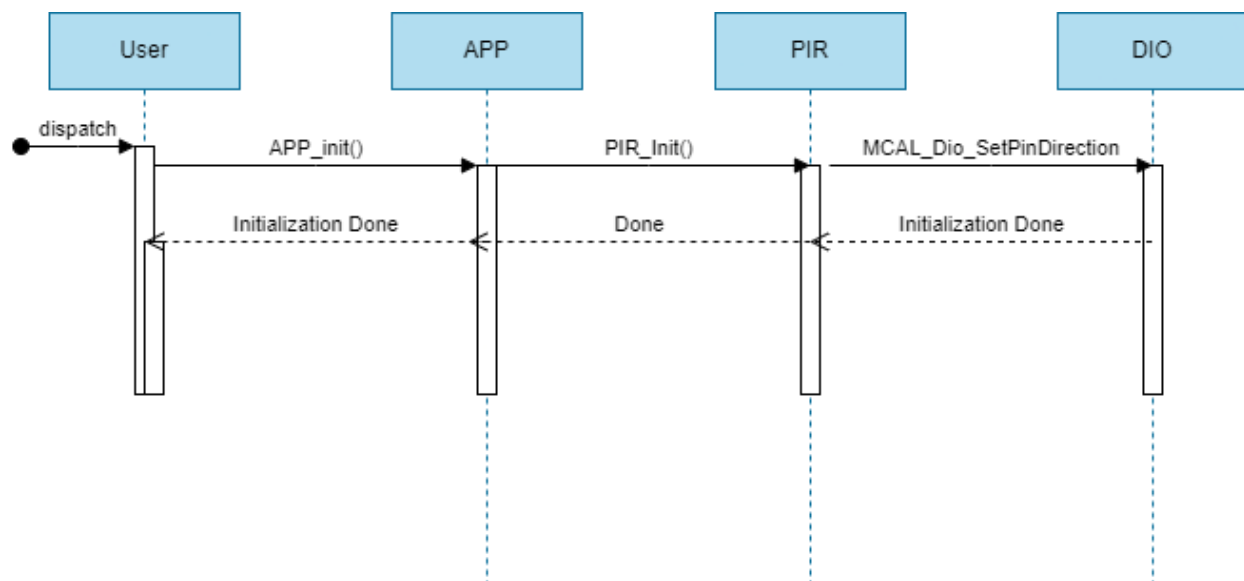 User
APP
PIR
DIO
dispatch
APP_init()
PIR_Init()
MCAL_Dio_SetPinDirection
Initialization Done
Done
Initialization Done